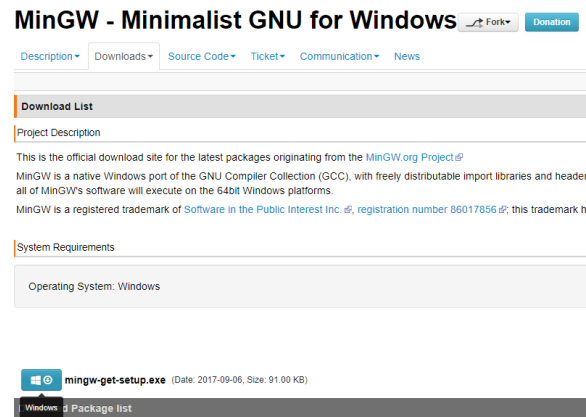 MinGW - Minimalist GNU for Windows Fork Donation
Description Downloads Source Code Ticket Communication News
Download List
Project Description
This is the official download site for the latest packages originating from the MinGW.org Project
MinGW is a native Windows port of the GNU Compiler Collection (GCC), with freely distributable import libraries and header
all of MinGW's software will execute on the 64bit Windows platforms.
MinGW is a registered trademark of Software in the Public Interest Inc. , registration number 86017856 ; this trademark h
System Requirements
Operating System: Windows
mingw-get-setup.exe (Date: 2017-09-06, Size: 91.00 KB)
Windows d Package list